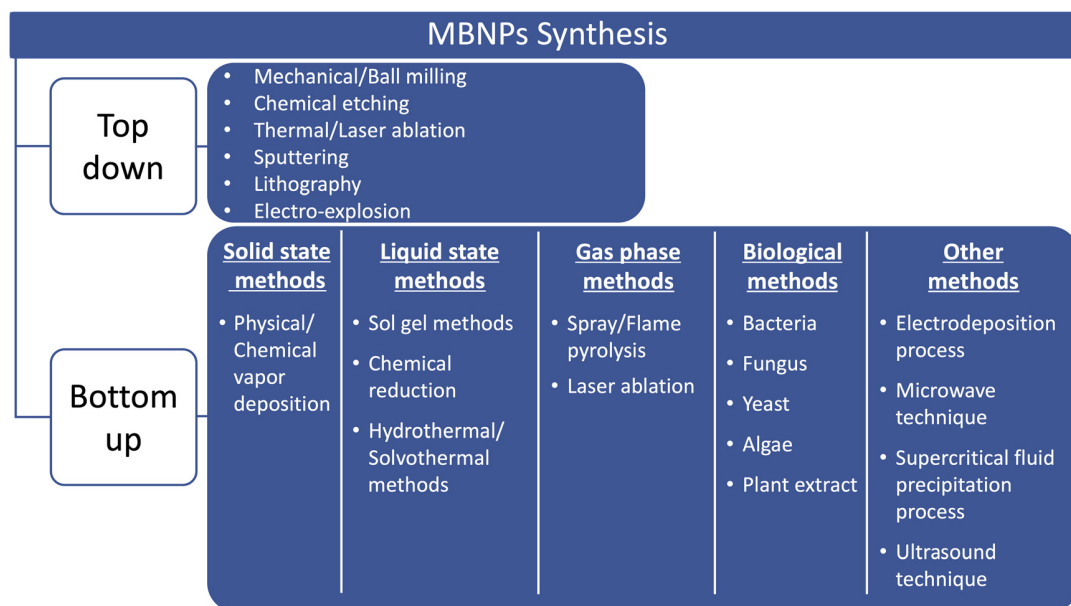 MBNPs Synthesis
Top
down
• Mechanical/Ball milling
• Chemical etching
• Thermal/Laser ablation
• Sputtering
• Lithography
• Electro-explosion
Bottom
up
Solid state
methods
• Physical/
Chemical
vapor
deposition
Liquid state
methods
• Sol gel methods
• Chemical
reduction
• Hydrothermal/
Solvothermal
methods
Gas phase
methods
• Spray/Flame
pyrolysis
• Laser ablation
Biological
methods
• Bacteria
• Fungus
• Yeast
• Algae
• Plant extract
Other
methods
• Electrodeposition
process
• Microwave
technique
• Supercritical fluid
precipitation
process
• Ultrasound
technique